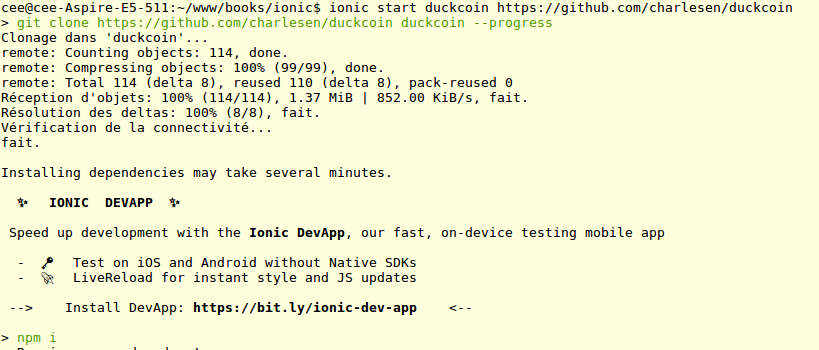 cee@cee-Aspire-E5-511:~/www/books/ionic$ ionic start duckcoin https://github.com/charlesen/duckcoin
> git clone https://github.com/charlesen/duckcoin duckcoin --progress
Clonage dans 'duckcoin'...
remote: Counting objects: 114, done.
remote: Compressing objects: 100% (99/99), done.
remote: Total 114 (delta 8), reused 110 (delta 8), pack-reused 0
Réception d'objets: 100% (114/114), 1.37 MiB | 852.00 KiB/s, fait.
Résolution des deltas: 100% (8/8), fait.
Vérification de la connectivité...
fait.
Installing dependencies may take several minutes.
✨ IONIC DEVAPP ✨
Speed up development with the Ionic DevApp, our fast, on-device testing mobile app
- 🔑 Test on iOS and Android without Native SDKs
- 🚀 LiveReload for instant style and JS updates
--> Install DevApp: https://bit.ly/ionic-dev-app <--
> npm i